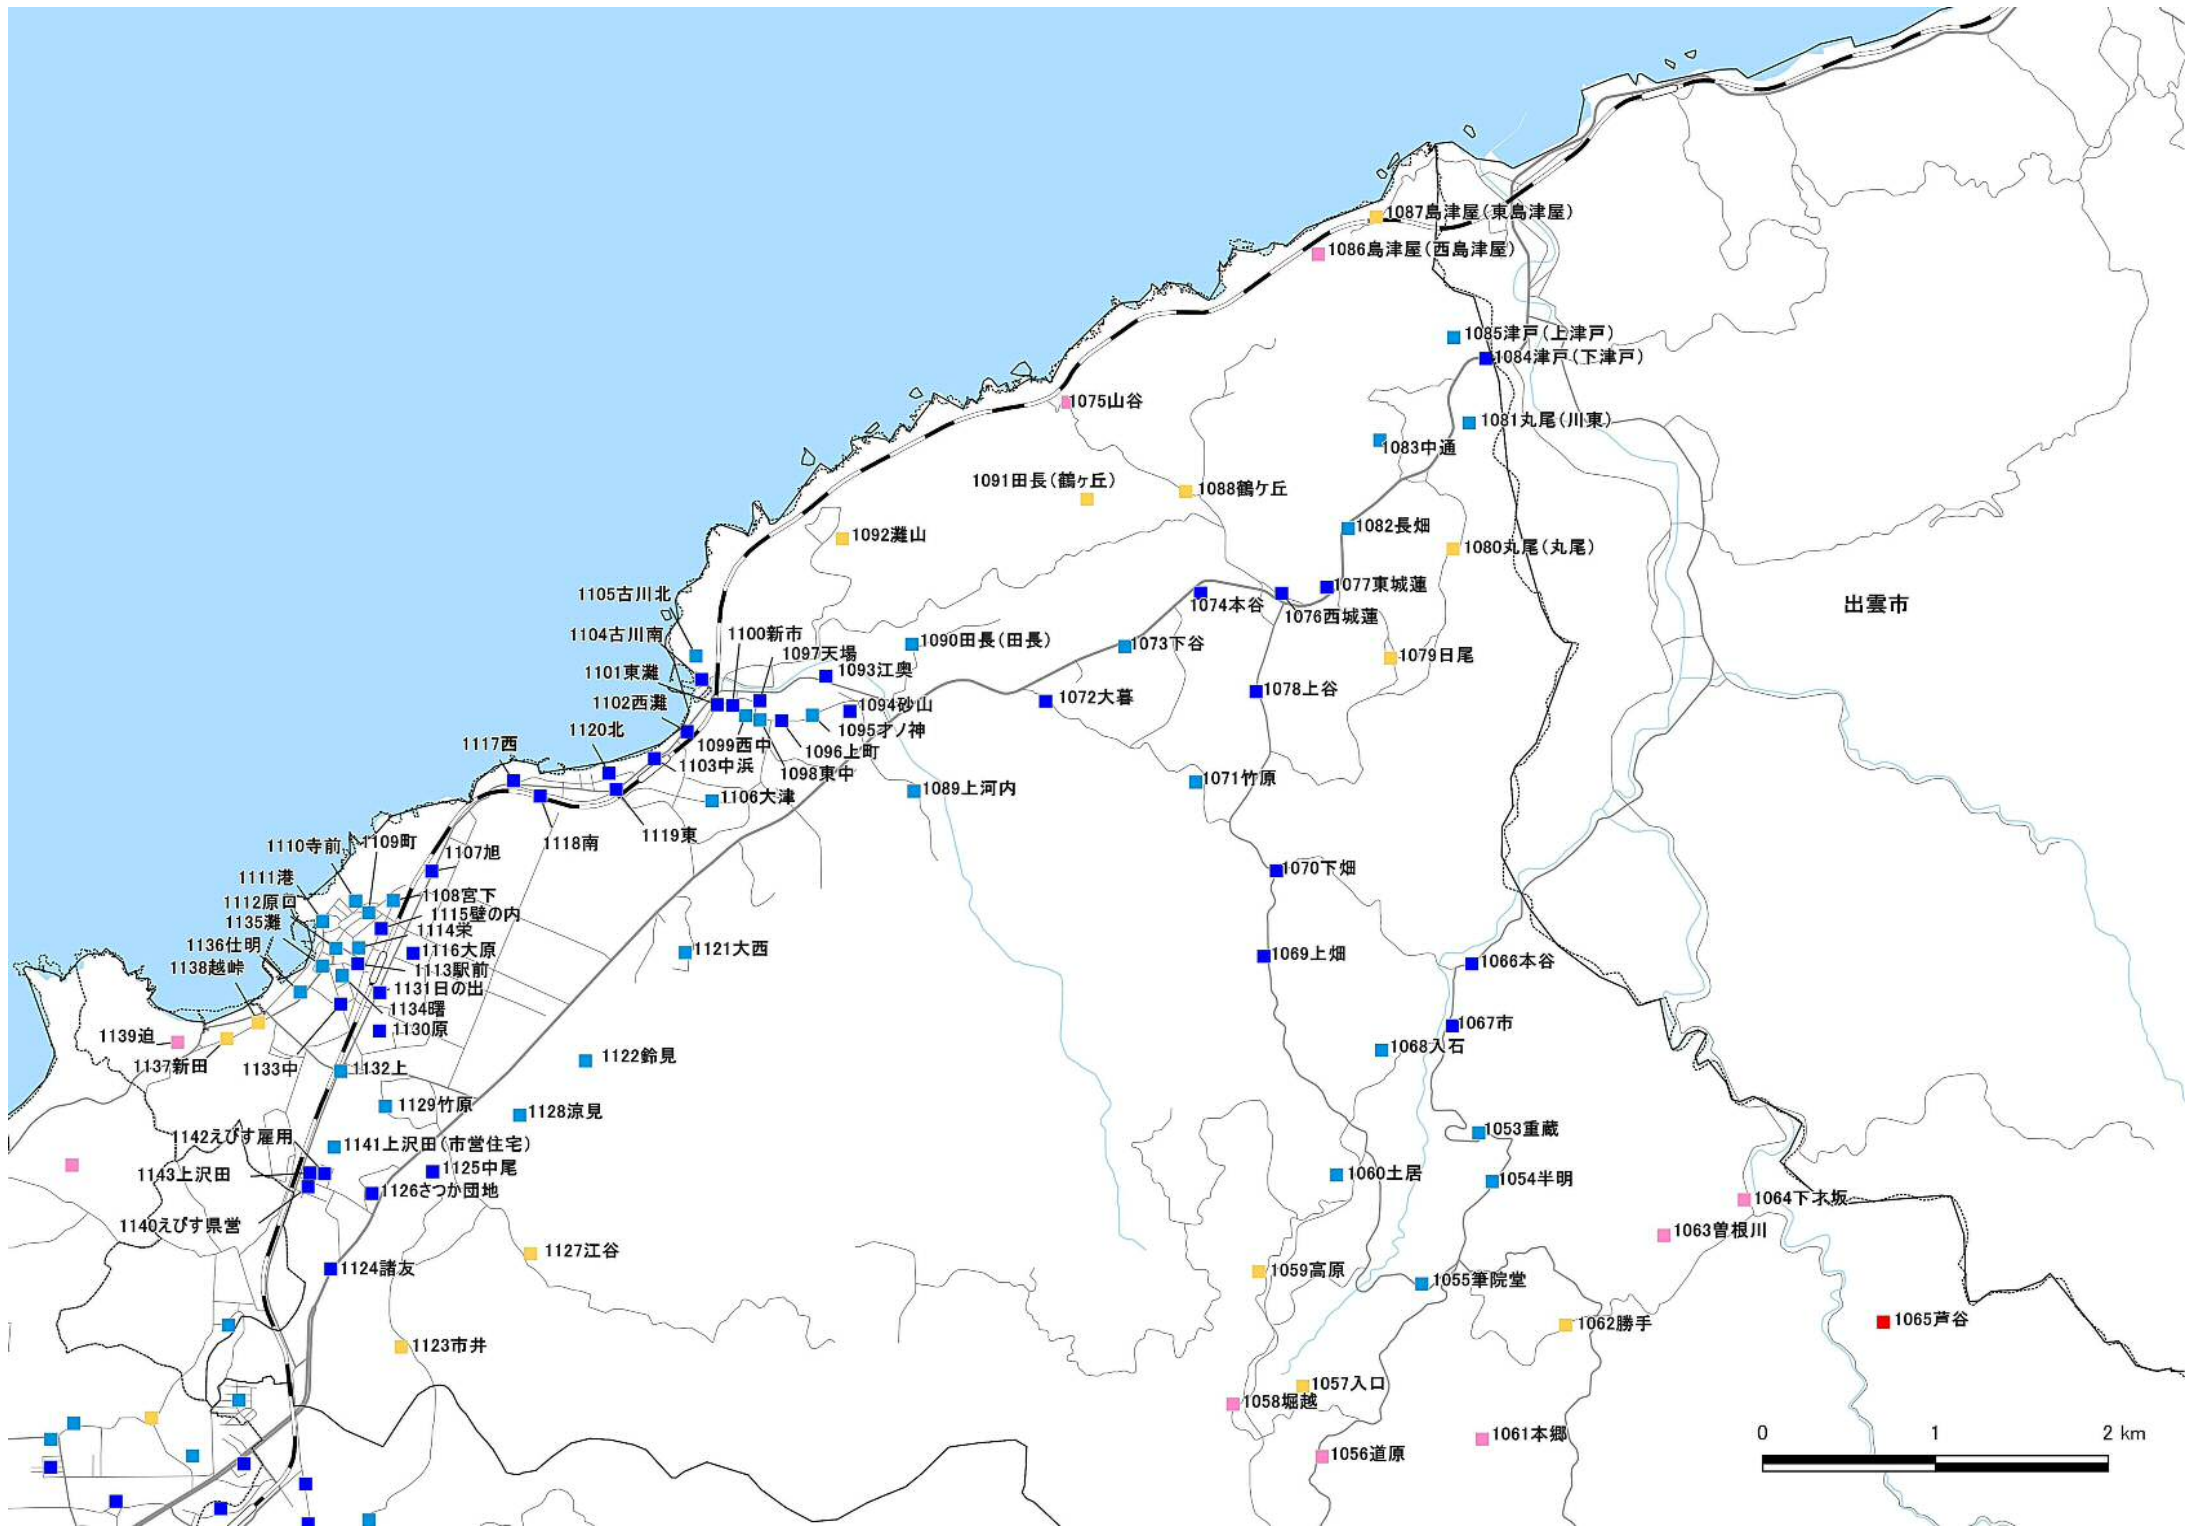 1087島津屋(東島津屋)
1086島津屋(西島津屋)
1085津戸(上津戸)
1084津戸(下津戸)
1075山谷
1081丸尾(川東)
1083中通
1091田長(鶴ヶ丘)
1088鶴ケ丘
1082長畑
1092灘山
1080丸尾(丸尾)
1077東城蓮
1105古川北
1074本谷
出雲市
1076西城蓮
1104古川南
1100新市
1090田長(田長)
1073下谷
1097天場
1079日尾
1101東灘
1093江奥
1078上谷
1102西灘
1094砂山
1072大暮
1120北
1095才ノ神
1117西
1099西中
1096上町
1103中浜
1098東中
1071竹原
1106大津
1089上河内
1118南
1119東
1110寺前
1109町
1107旭
1070下畑
1111港
1108宮下
1112原口
1115壁の内
1135灘
1114栄
1136仕明
1116大原
1121大西
1138越峠
1113駅前
1069上畑
1066本谷
1131日の出
1134曙
1139迫
1130原
1067市
1137新田
1133中
1132上
1122鈴見
1068入石
1129竹原
1128涼見
1053重蔵
1142えびす雇用
1141上沢田(市営住宅)
1143上沢田
1125中尾
1060土居
1054半明
1126さつか団地
1064下才坂
1140えびす県営
1063曽根川
1127江谷
1124諸友
1059高原
1055筆院堂
1065芦谷
1062勝手
1123市井
1057入口
1058堀越
1061本郷
1056道原
0 1 2 km